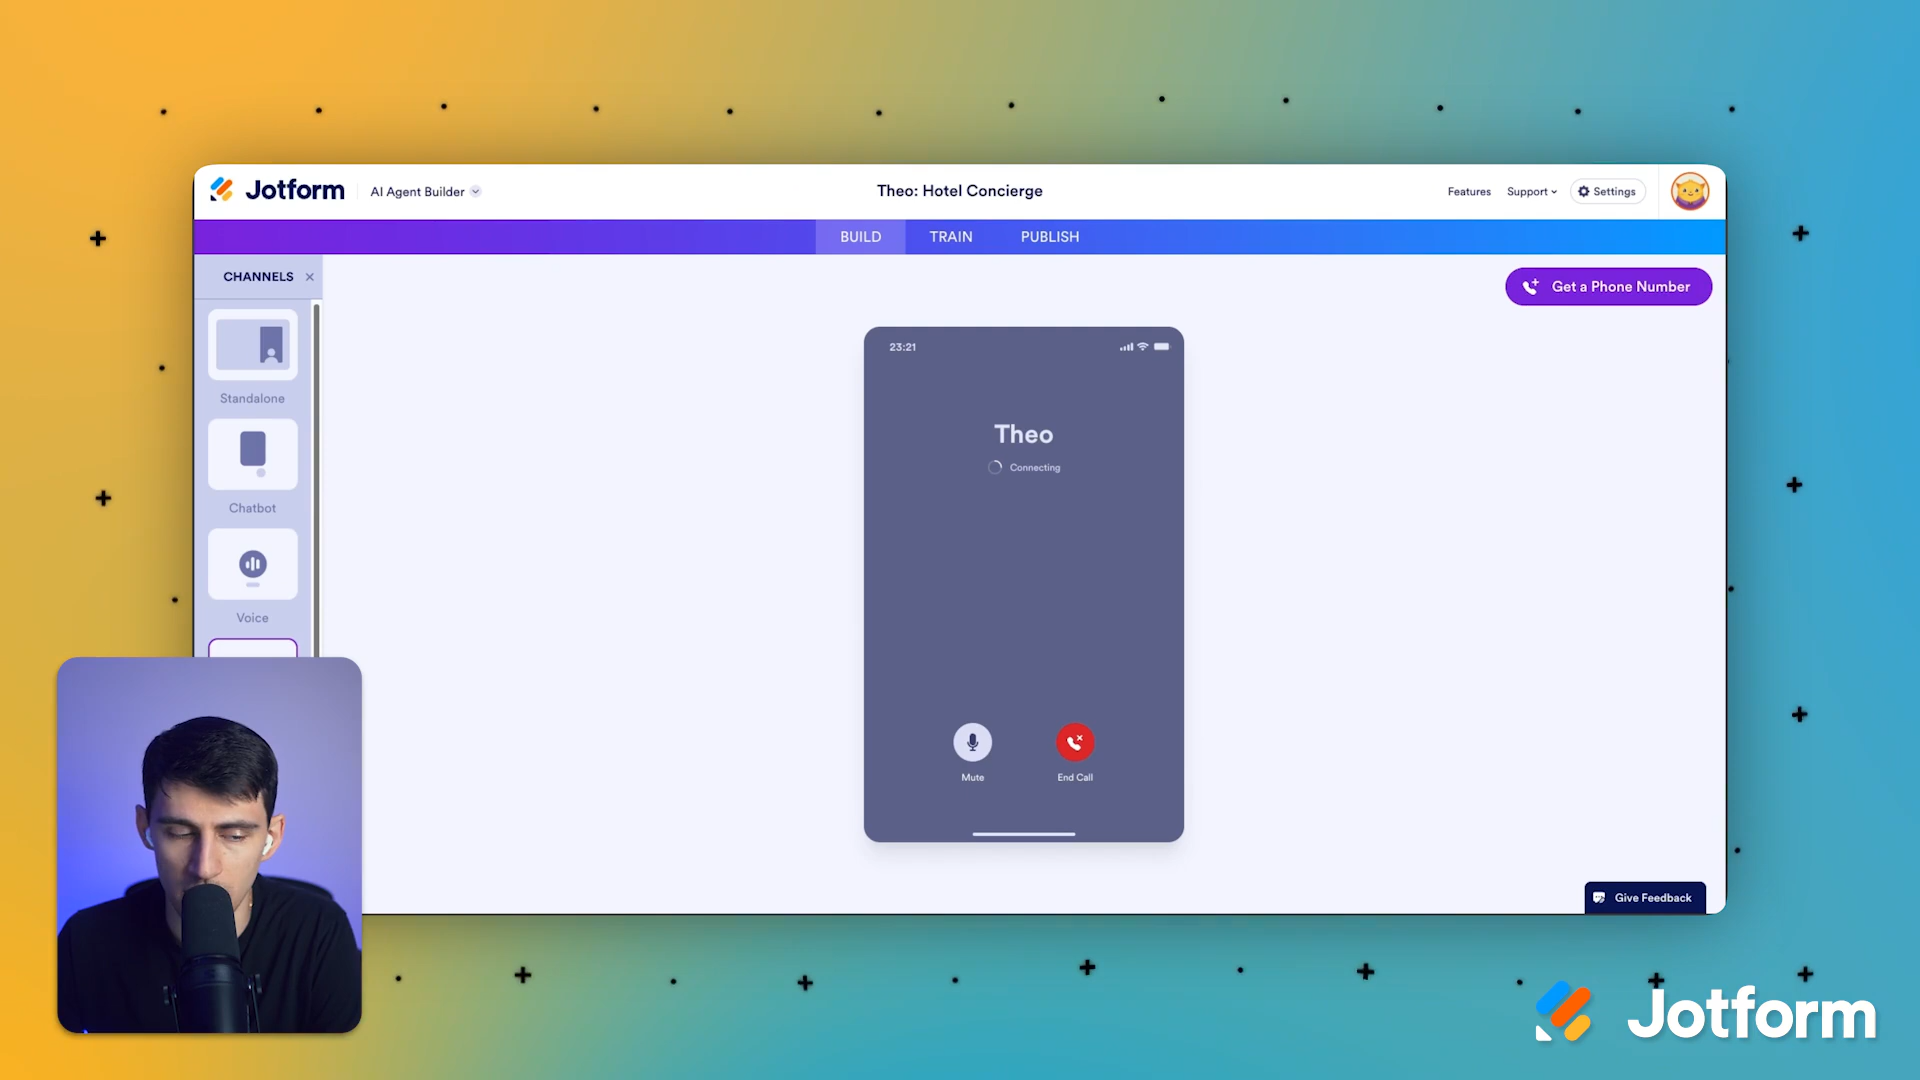 Jotform
AI Agent Builder
Theo: Hotel Concierge
Features
Support
Settings
BUILD
TRAIN
PUBLISH
CHANNELS
Get a Phone Number
Standalone
Chatbot
Voice
23:21
Theo
Connecting
Mute
End Call
Give Feedback
Jotform